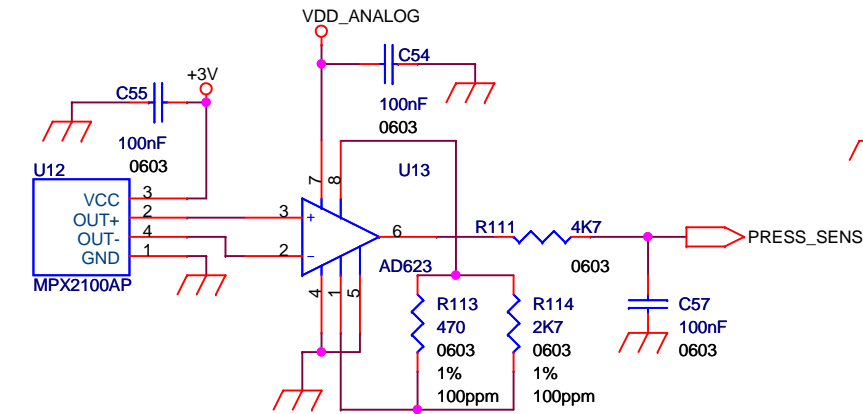 VDD_ANALOG
C54
100nF
0603
+3V
C55
100nF
0603
U12
VCC 3
OUT+ 2
OUT- 4
GND 1
MPX2100AP
7
8
U13
3 +
2 -
6
AD623
4
1
5
R111 4K7
0603
PRESS_SENS
R113
470
0603
1%
100ppm
R114
2K7
0603
1%
100ppm
C57
100nF
0603